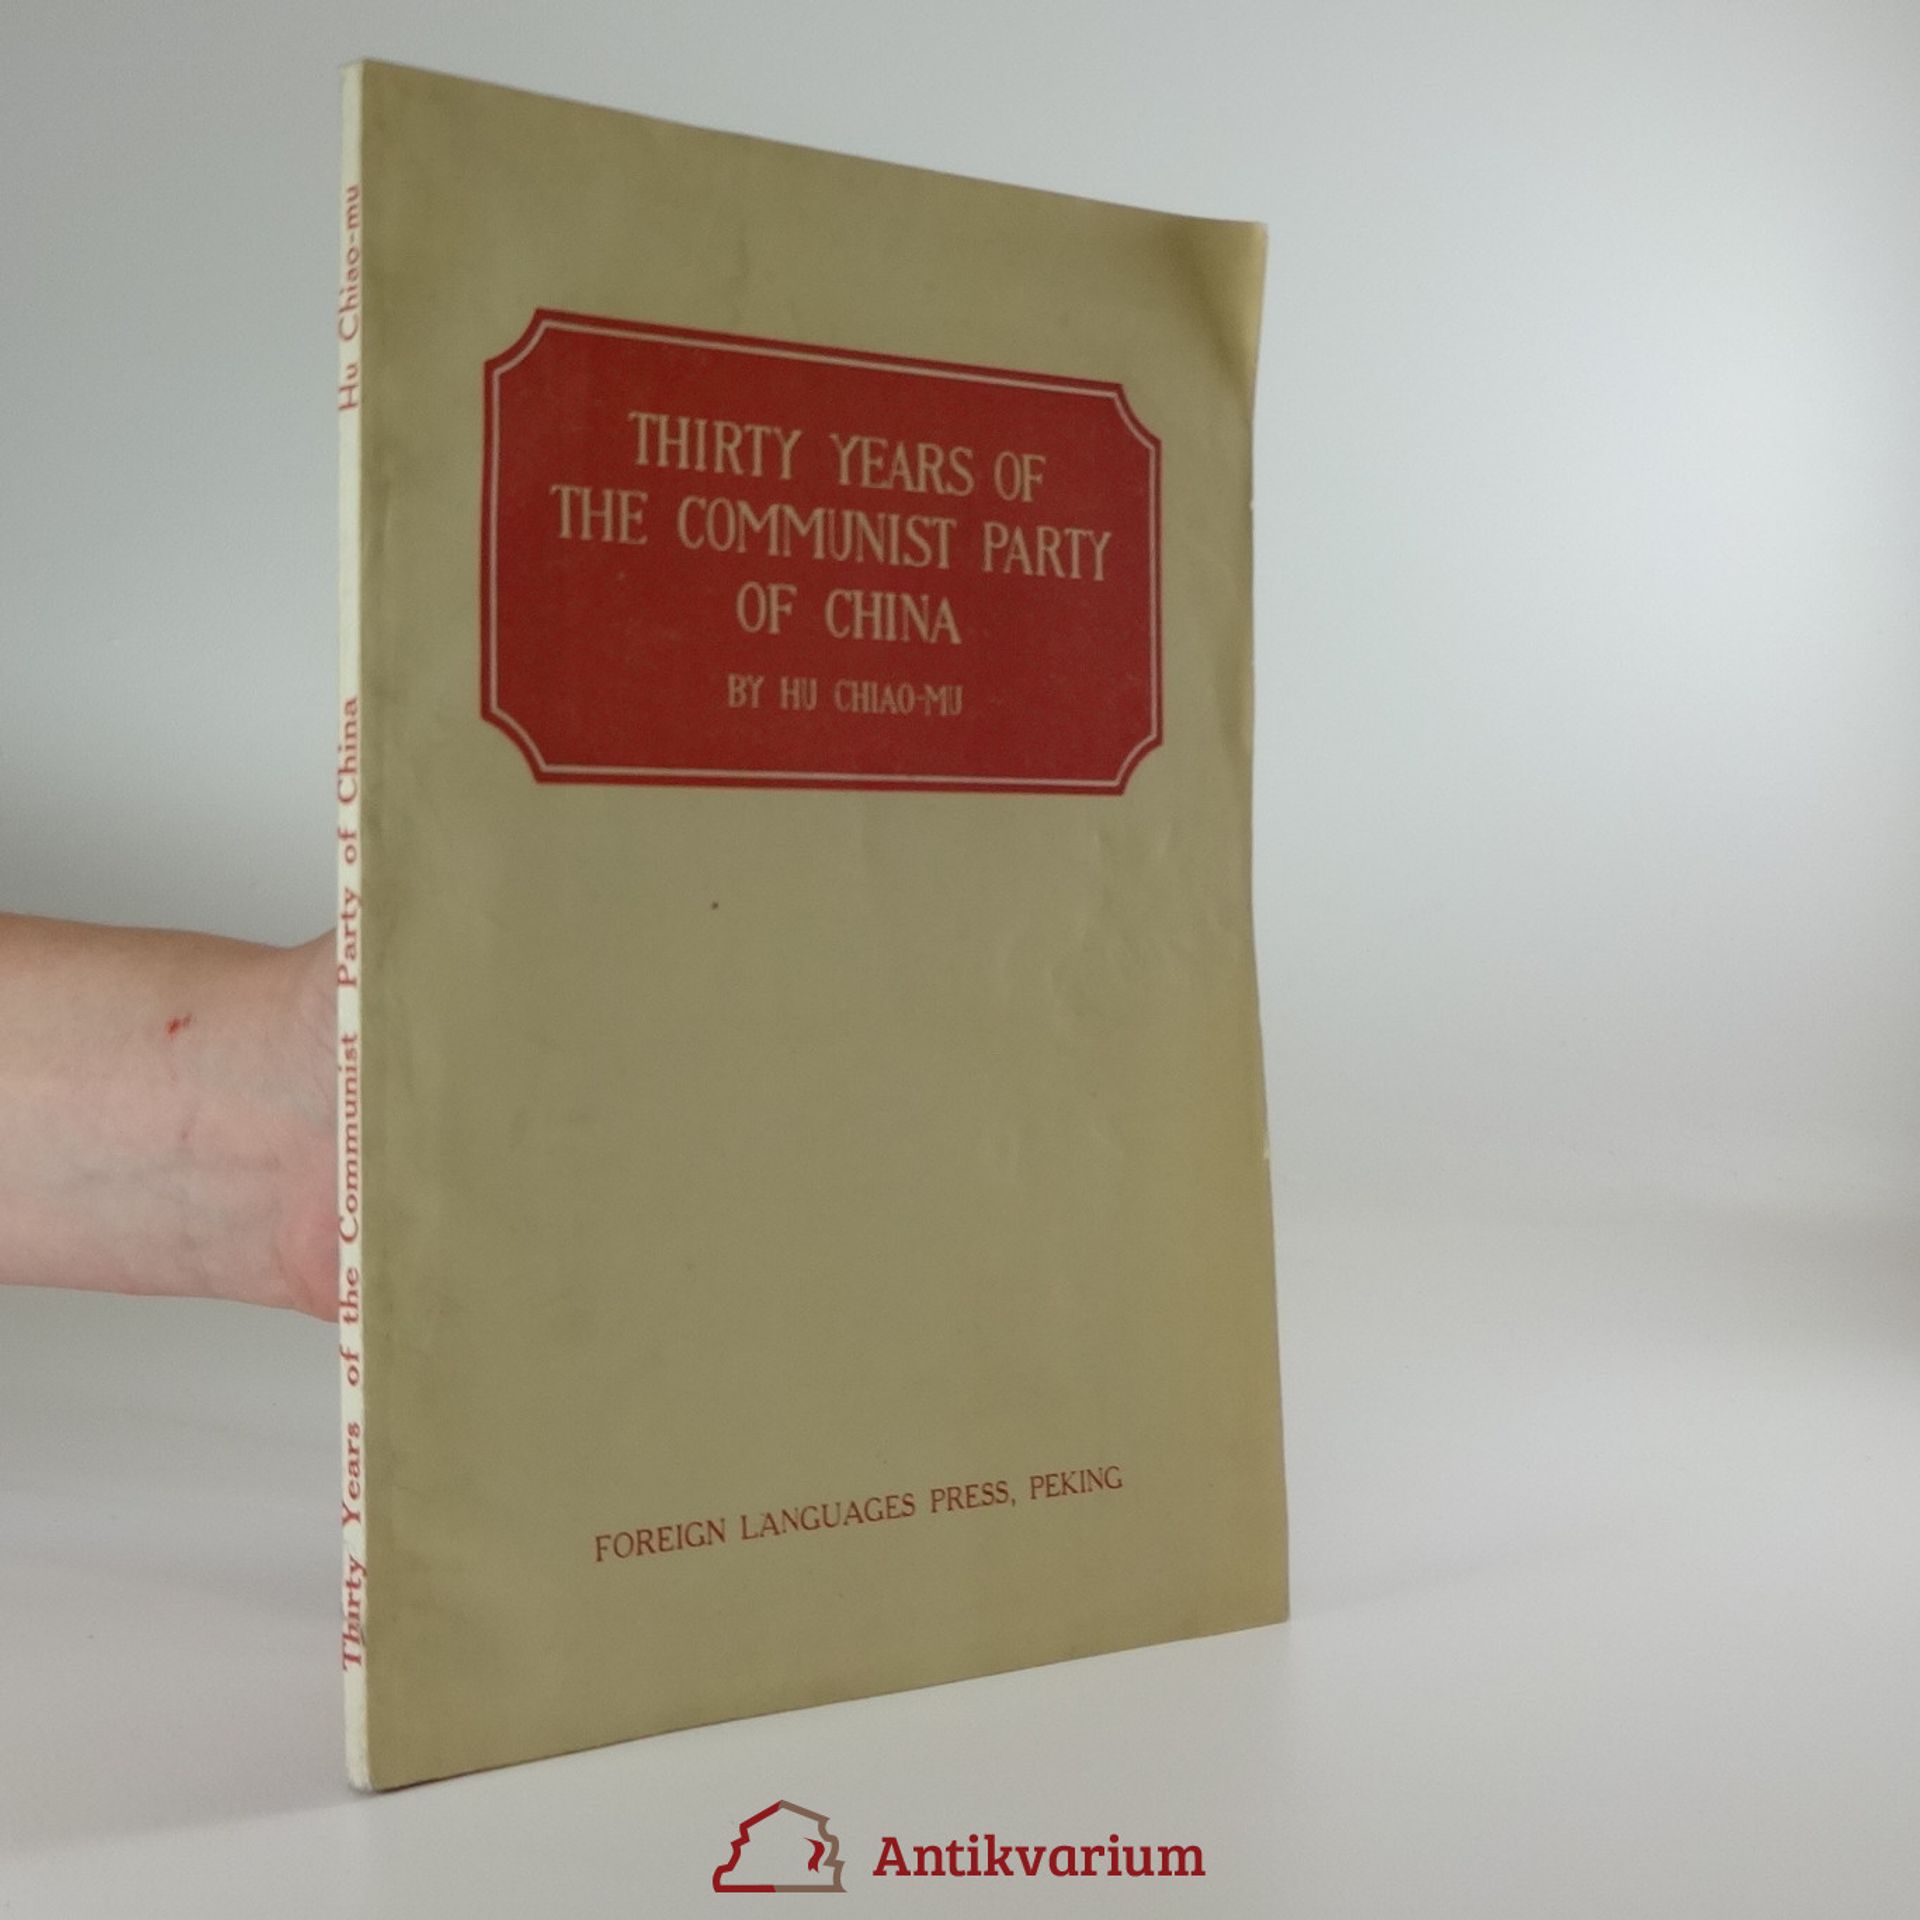 Thirty Years of the Communist Party of China Hu Chiao-mu
THIRTY YEARS OF
THE COMMUNIST PARTY
OF CHINA
BY HU CHIAO-MU
FOREIGN LANGUAGES PRESS, PEKING
Antikvarium